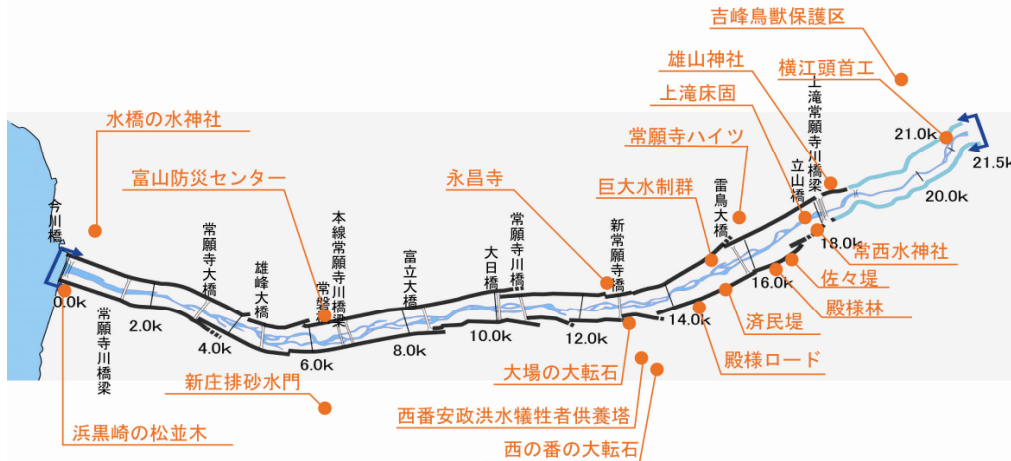 吉峰鳥獣保護区
雄山神社
横江頭首工
上滝床固
上滝常願寺川橋梁
水橋の水神社
常願寺ハイツ
21.0k
21.5k
富山防災センター
永昌寺
巨大水制群
雷鳥大橋
立山橋
20.0k
今川橋
常願寺大橋
雄峰大橋
本線常願寺川橋梁
常磐橋
富立大橋
大日橋
常願寺川橋
新常願寺橋
18.0k
常西水神社
16.0k
佐々堤
殿様林
0.0k
2.0k
4.0k
6.0k
8.0k
10.0k
12.0k
14.0k
済民堤
常願寺川橋梁
殿様ロード
新庄排砂水門
大場の大転石
西番安政洪水犠牲者供養塔
浜黒崎の松並木
西の番の大転石